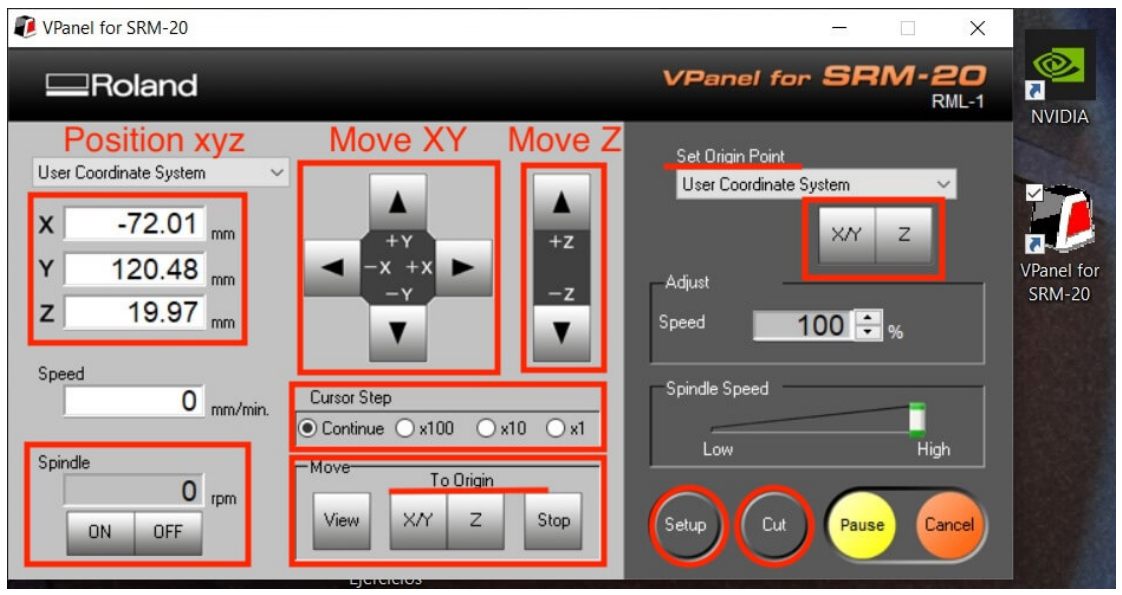 VPanel for SRM-20
Roland
VPanel for SRM-20
RML-1
NVIDIA
VPanel for
SRM-20
Position xyz
Move XY
Move Z
User Coordinate System
X -72.01 mm
Y 120.48 mm
Z 19.97 mm
+Y
-X +X
-Y
+Z
-Z
Speed
0 mm/min.
Cursor Step
Continue x100 x10 x1
Spindle
0 rpm
ON OFF
Move
To Origin
View X/Y Z Stop
Set Origin Point
User Coordinate System
X/Y Z
Adjust
Speed 100 %
Spindle Speed
Low High
Setup Cut Pause Cancel
Ejercicios